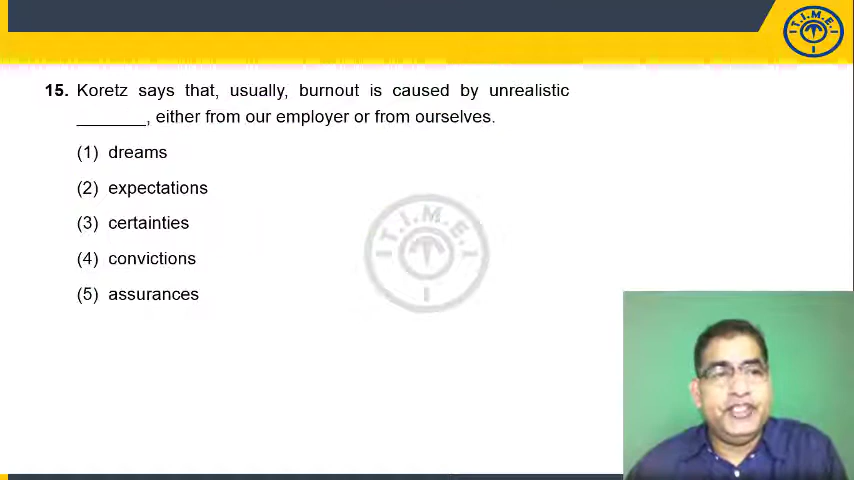 T.I.M.E.
15. Koretz says that, usually, burnout is caused by unrealistic
_______, either from our employer or from ourselves.
(1) dreams
(2) expectations
(3) certainties
(4) convictions
(5) assurances
T.I.M.E.